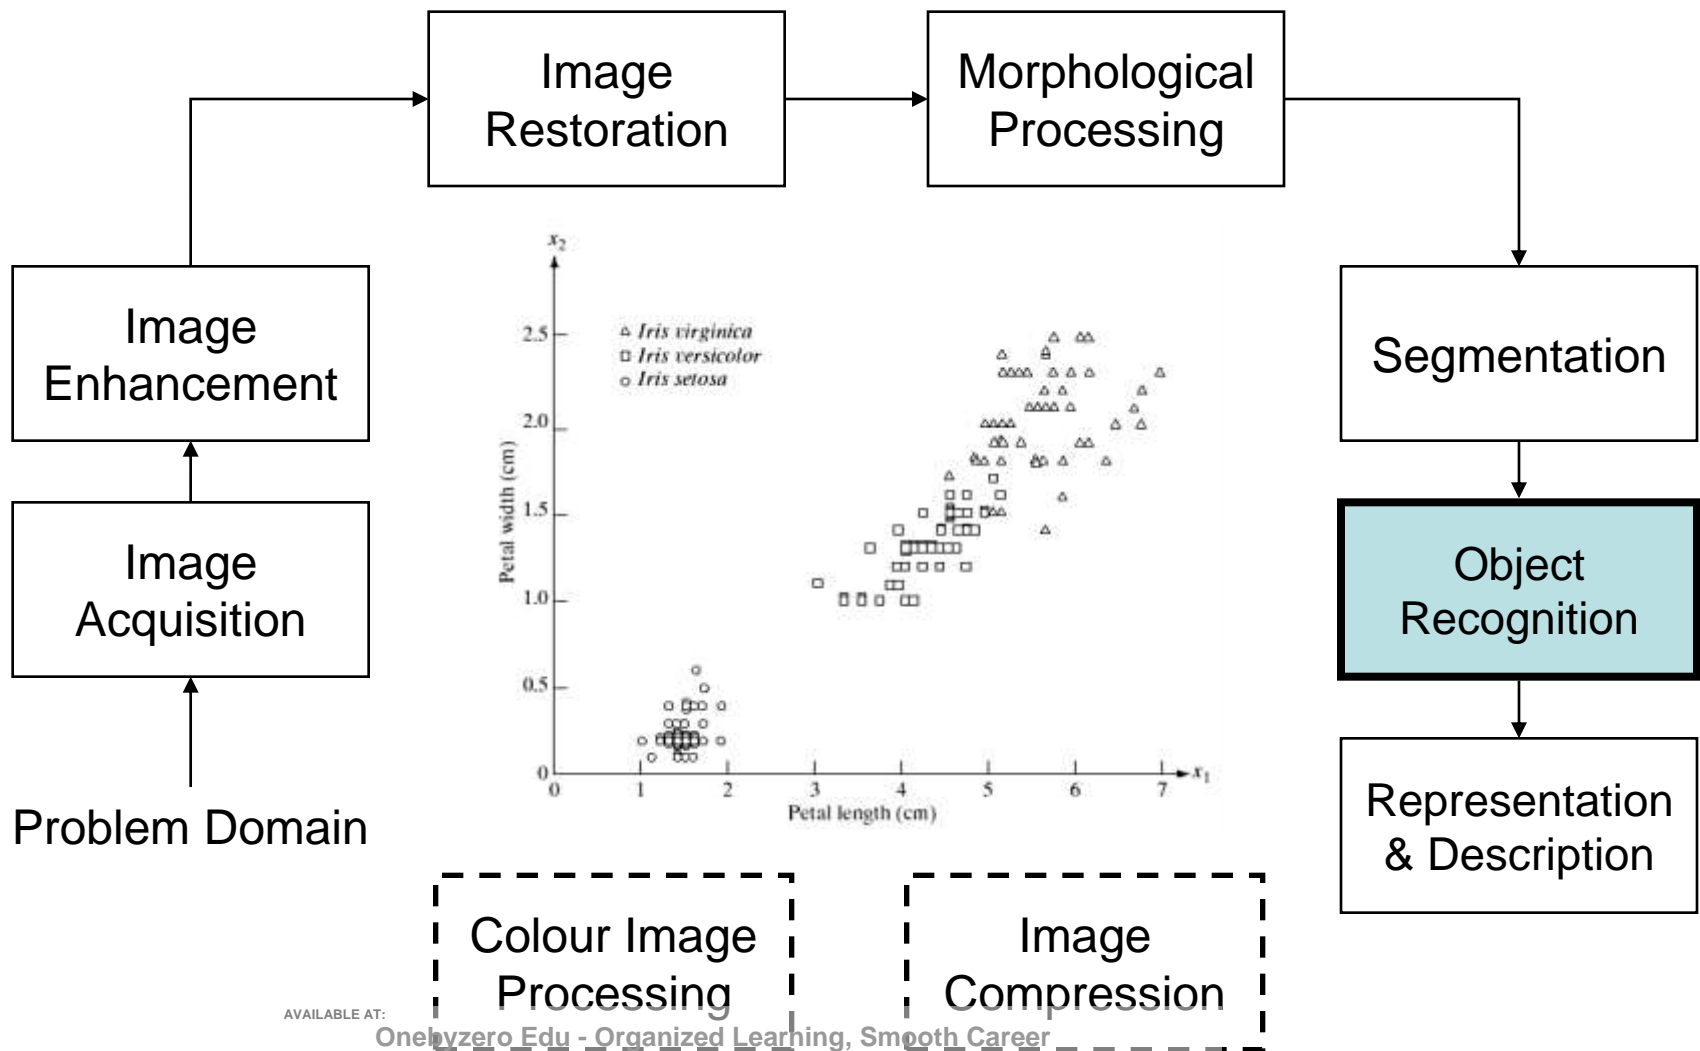 Image
Restoration
Morphological
Processing
Image
Enhancement
Segmentation
Image
Acquisition
Object
Recognition
Problem Domain
Representation
& Description
x2
2.5
2.0
1.5
1.0
0.5
0
Petal width (cm)
△ Iris virginica
□ Iris versicolor
○ Iris setosa
0 1 2 3 4 5 6 7
x1
Petal length (cm)
Colour Image
Processing
Image
Compression
AVAILABLE AT:
Onebyzero Edu - Organized Learning, Smooth Career